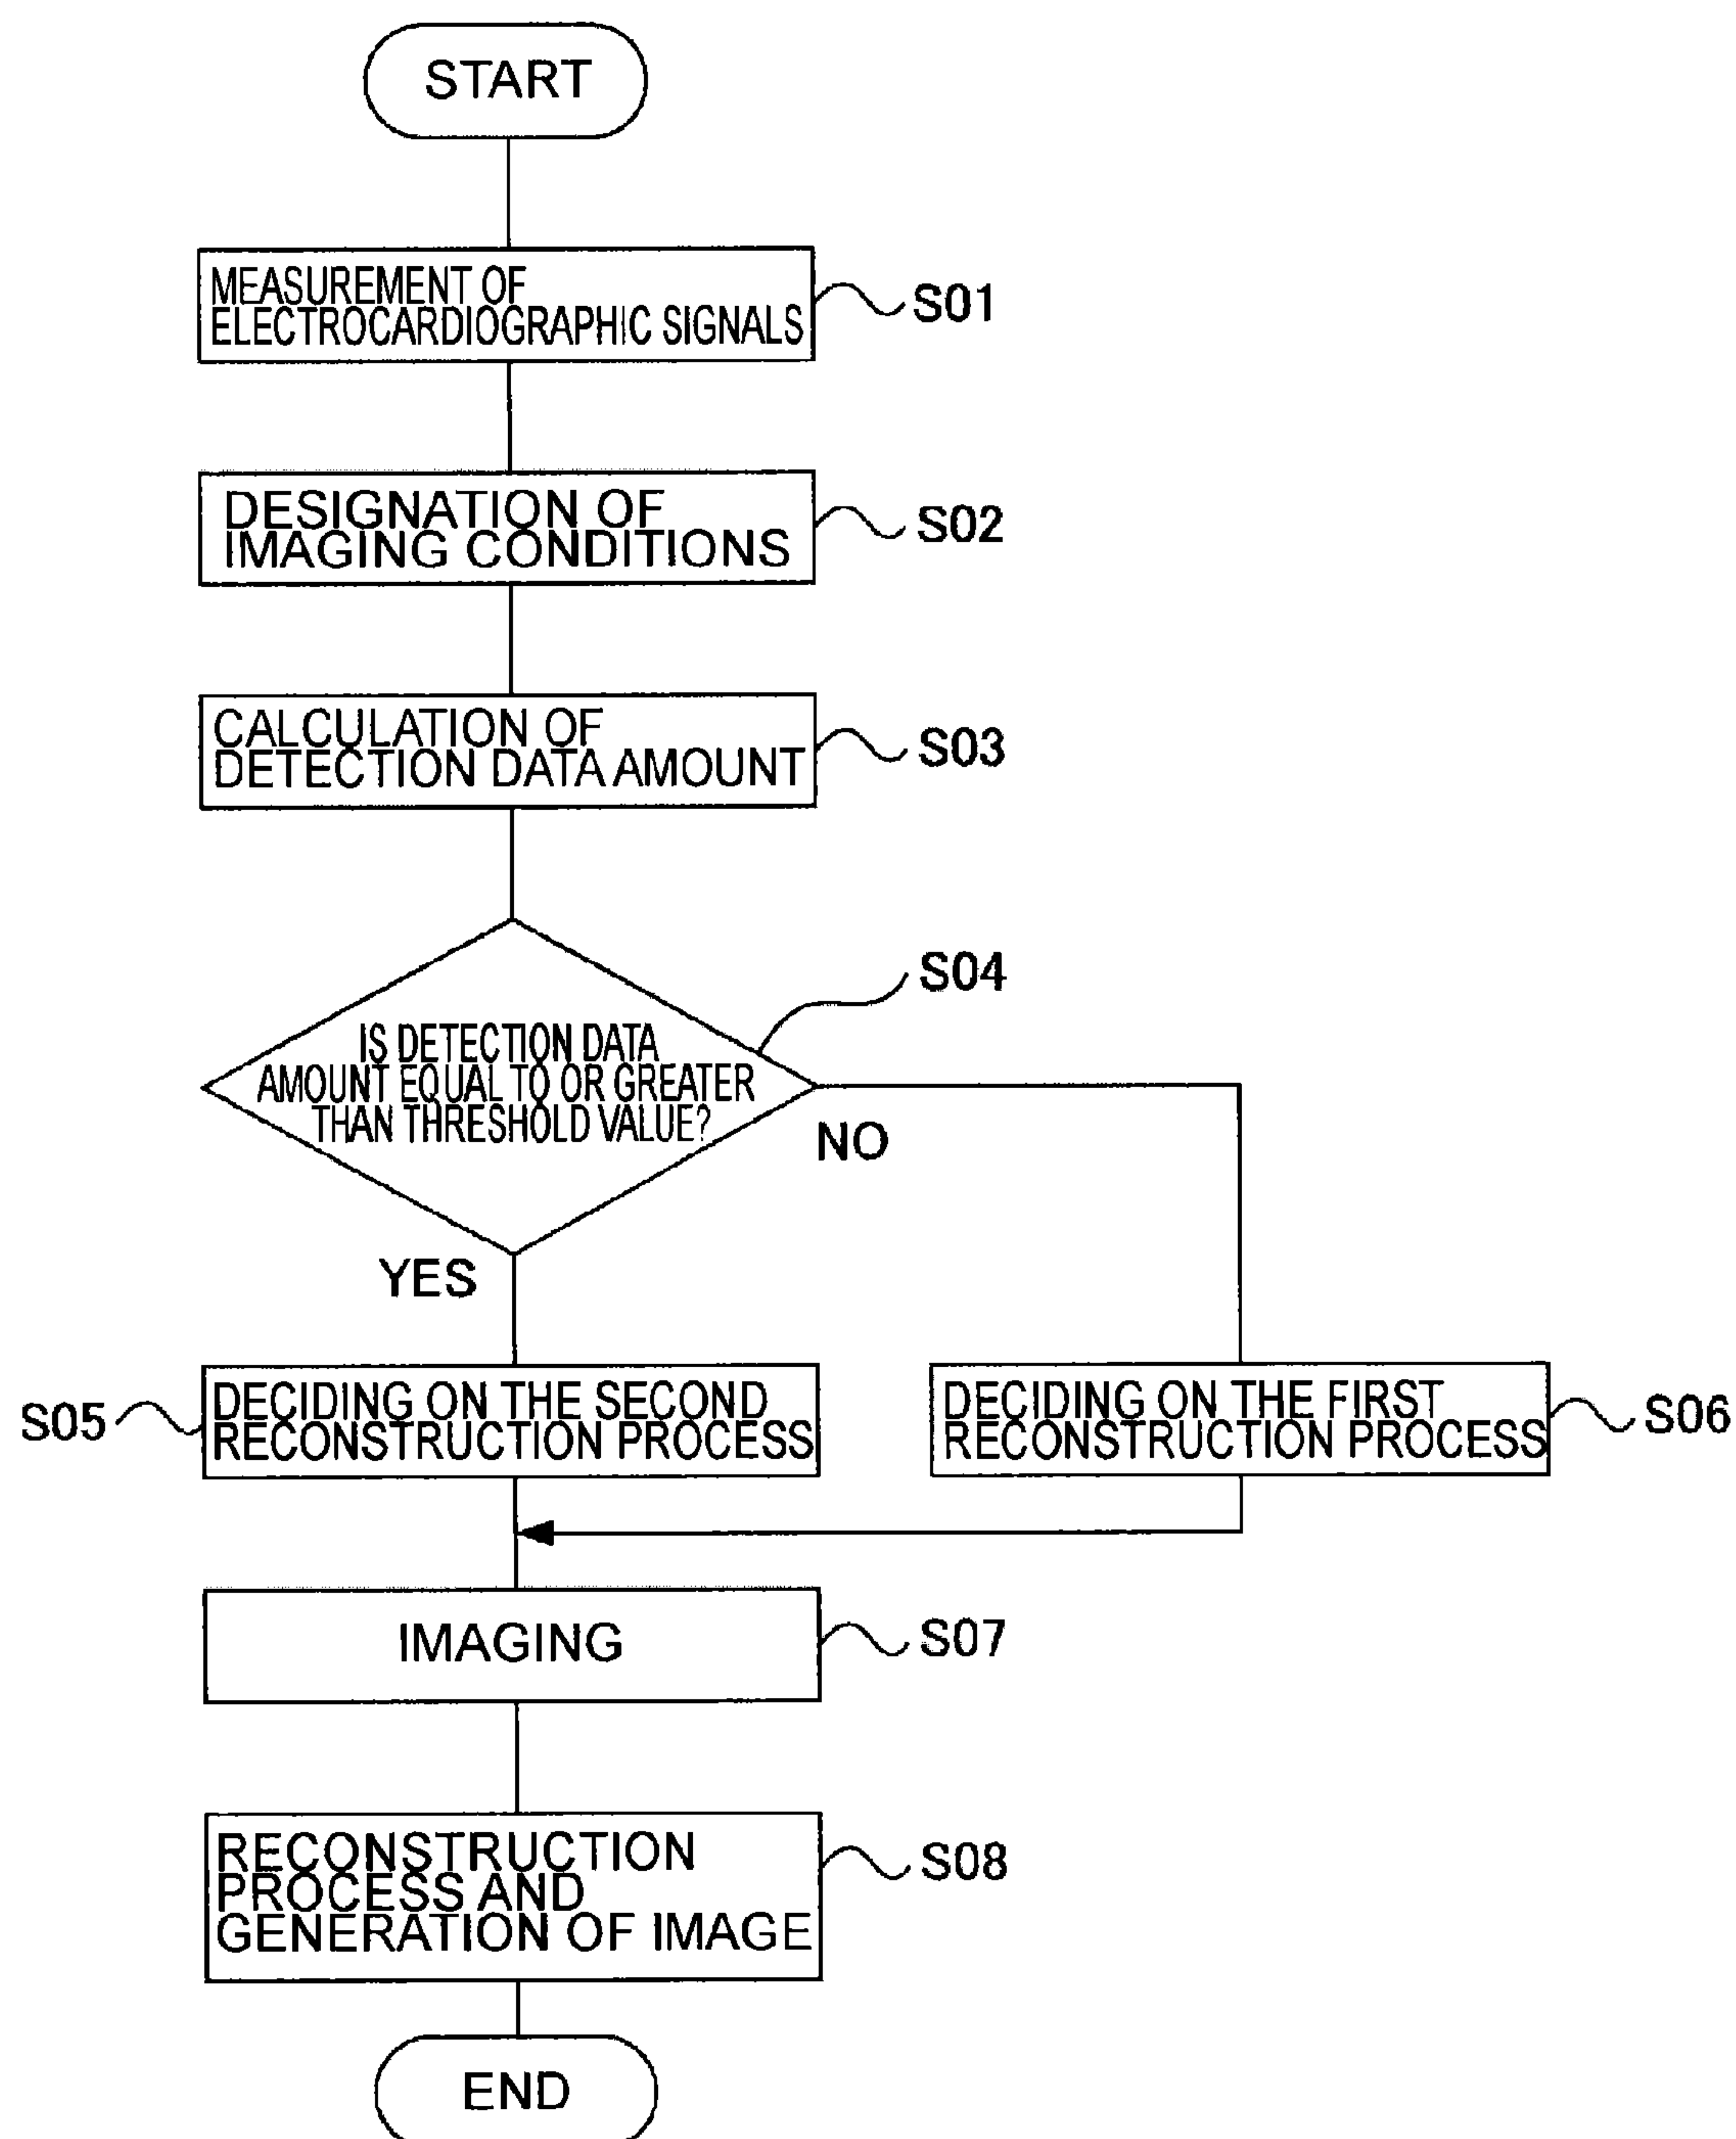 START
MEASUREMENT OF
ELECTROCARDIOGRAPHIC SIGNALS
S01
DESIGNATION OF
IMAGING CONDITIONS
S02
CALCULATION OF
DETECTION DATA AMOUNT
S03
S04
IS DETECTION DATA
AMOUNT EQUAL TO OR GREATER
THAN THRESHOLD VALUE?
NO
YES
S05
DECIDING ON THE SECOND
RECONSTRUCTION PROCESS
DECIDING ON THE FIRST
RECONSTRUCTION PROCESS
S06
IMAGING
S07
RECONSTRUCTION
PROCESS AND
GENERATION OF IMAGE
S08
END